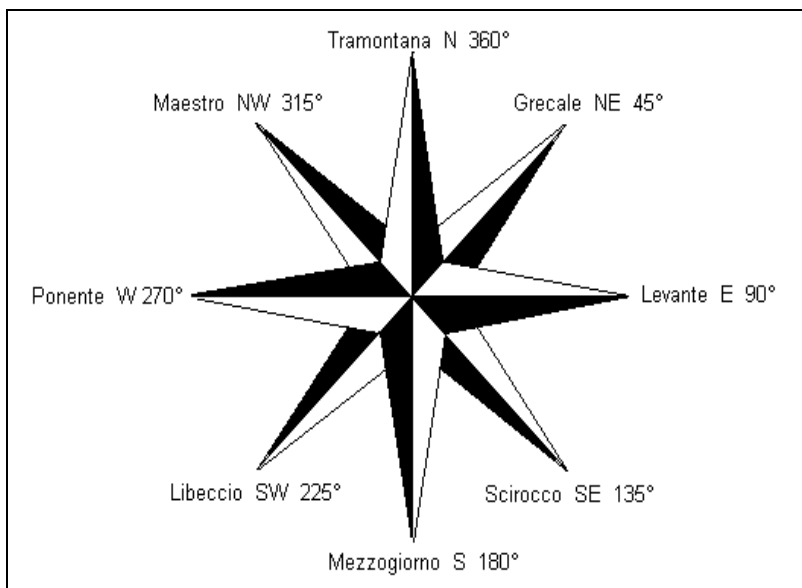 Tramontana N 360°
Maestro NW 315°
Grecale NE 45°
Ponente W 270°
Levante E 90°
Libeccio SW 225°
Scirocco SE 135°
Mezzogiorno S 180°